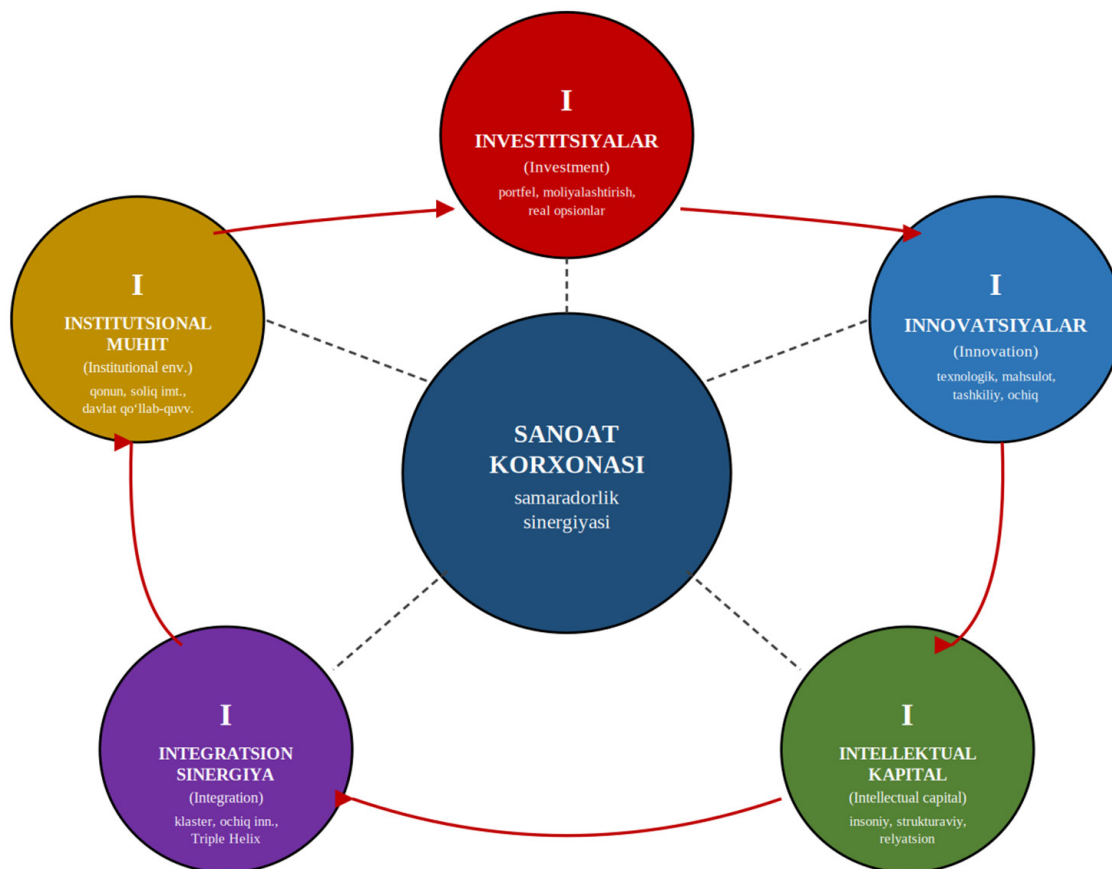 I
INVESTITSIYALAR
(Investment)
portfel, moliyalashtirish,
real opsionlar
I
INSTITUTSIONAL
MUHIT
(Institutional env.)
qonun, soliq imt.,
davlat qo‘llab-quvv.
I
INNOVATSIYALAR
(Innovation)
texnologik, mahsulot,
tashkiliy, ochiq
SANOAT
KORXONASI
samaradorlik
sinergiyasi
I
INTEGRATSION
SINERGIYA
(Integration)
klaster, ochiq inn.,
Triple Helix
I
INTELLEKTUAL
KAPITAL
(Intellectual capital)
insoniy, strukturaviy,
relyatsion